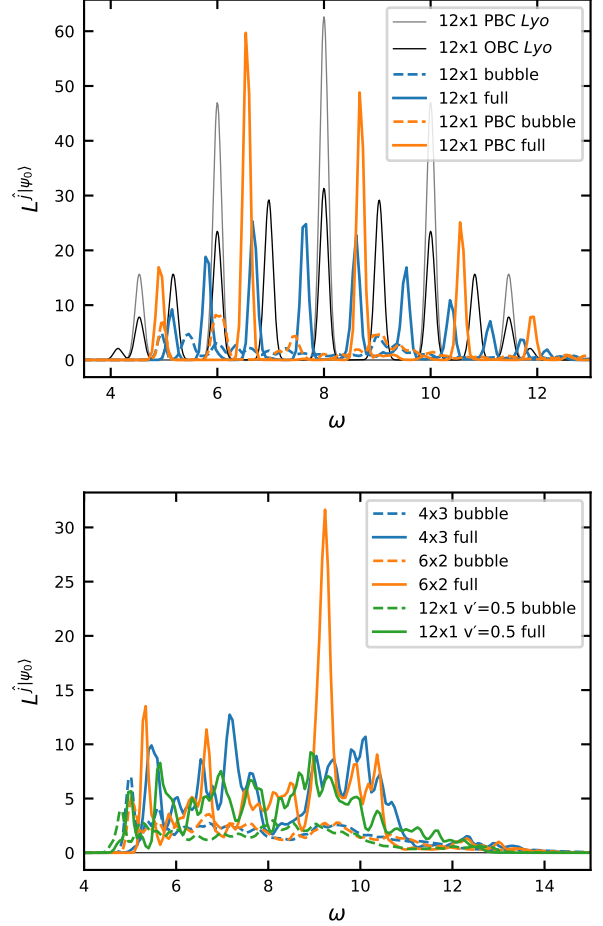 12x1 PBC Lyo
12x1 OBC Lyo
12x1 bubble
12x1 full
12x1 PBC bubble
12x1 PBC full
60
50
40
30
20
10
0
L^ĵ|ψ₀⟩
4 6 8 10 12
ω
4x3 bubble
4x3 full
6x2 bubble
6x2 full
12x1 v′=0.5 bubble
12x1 v′=0.5 full
30
25
20
15
10
5
0
L^ĵ|ψ₀⟩
4 6 8 10 12 14
ω